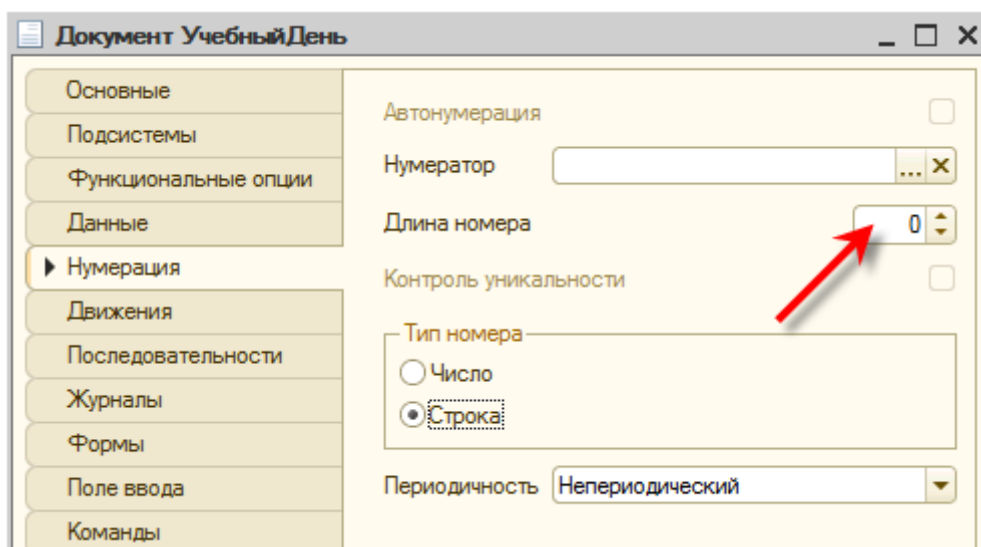 Документ УчебныйДень
Основные
Подсистемы
Функциональные опции
Данные
Нумерация
Движения
Последовательности
Журналы
Формы
Поле ввода
Команды
Автонумерация
Нумератор ...
Длина номера 0
Контроль уникальности
Тип номера
Число
Строка
Периодичность Непериодический